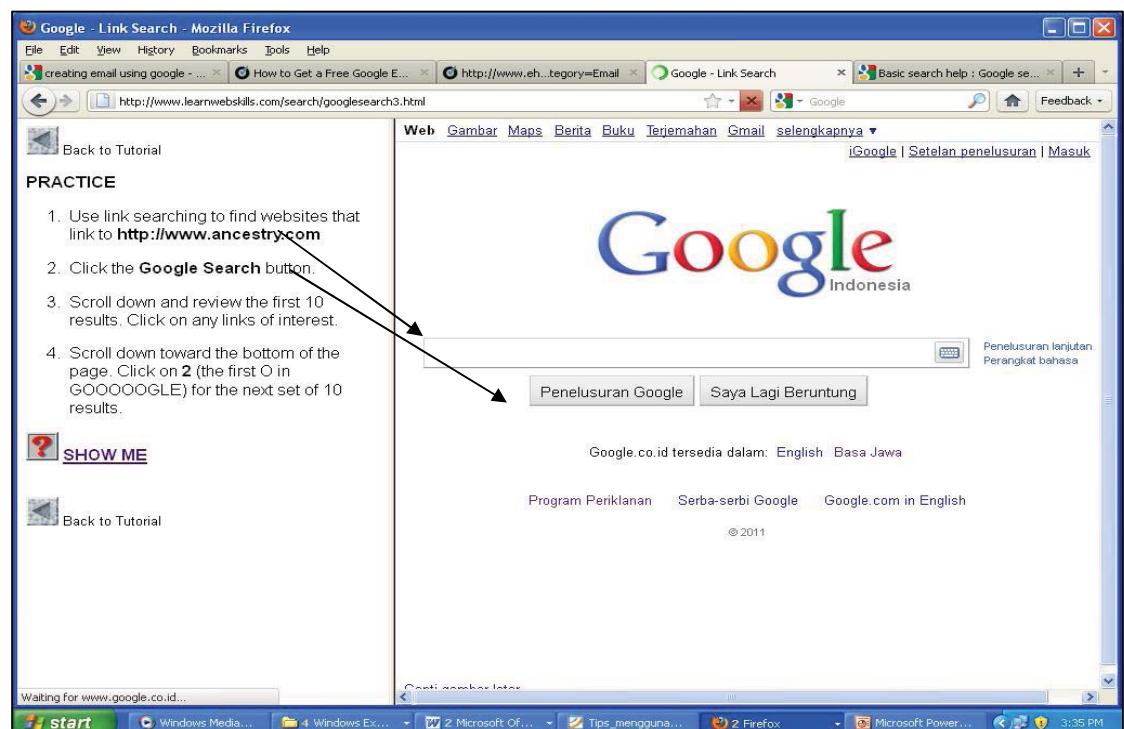 Google - Link Search - Mozilla Firefox
File Edit View History Bookmarks Tools Help
creating email using google - ...
How to Get a Free Google E...
http://www.eh...tegory=Email
Google - Link Search
Basic search help : Google se...
http://www.learnwebskills.com/search/googlesearch3.html
Google
Feedback
Back to Tutorial
PRACTICE
1. Use link searching to find websites that
link to http://www.ancestry.com
2. Click the Google Search button.
3. Scroll down and review the first 10
results. Click on any links of interest.
4. Scroll down toward the bottom of the
page. Click on 2 (the first O in
GOOOOOGLE) for the next set of 10
results.
SHOW ME
Back to Tutorial
Web Gambar Maps Berita Buku Terjemahan Gmail selengkapnya ▼
iGoogle | Setelan penelusuran | Masuk
Google
Indonesia
Penelusuran lanjutan
Perangkat bahasa
Penelusuran Google
Saya Lagi Beruntung
Google.co.id tersedia dalam: English Basa Jawa
Program Periklanan Serba-serbi Google Google.com in English
© 2011
Waiting for www.google.co.id...
start
Windows Media...
4 Windows Ex...
2 Microsoft Of...
Tips_mengguna...
2 Firefox
Microsoft Power...
3:35 PM